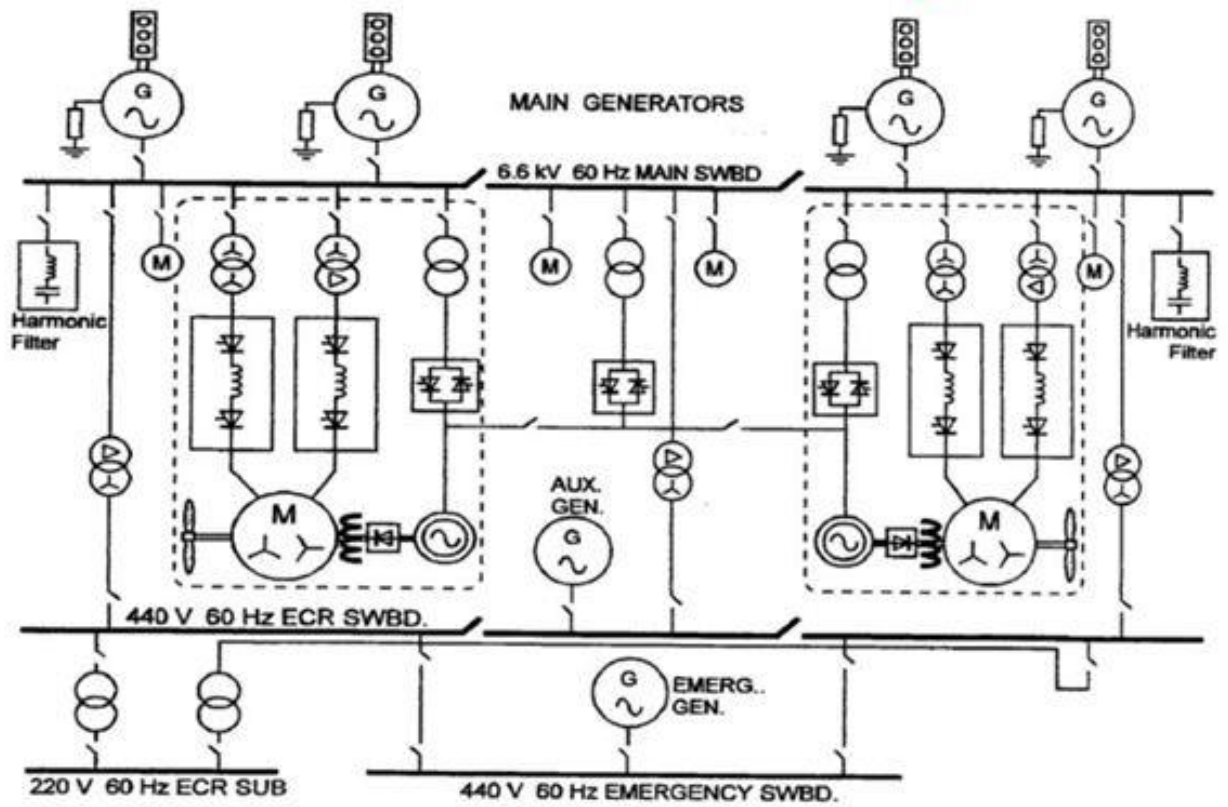 G
G
MAIN GENERATORS
G
G
6.6 kV 60 Hz MAIN SWBD
M
M
M
M
Harmonic
Filter
Harmonic
Filter
AUX.
GEN.
G
M
M
440 V 60 Hz ECR SWBD.
G
EMERG..
GEN.
220 V 60 Hz ECR SUB
440 V 60 Hz EMERGENCY SWBD.